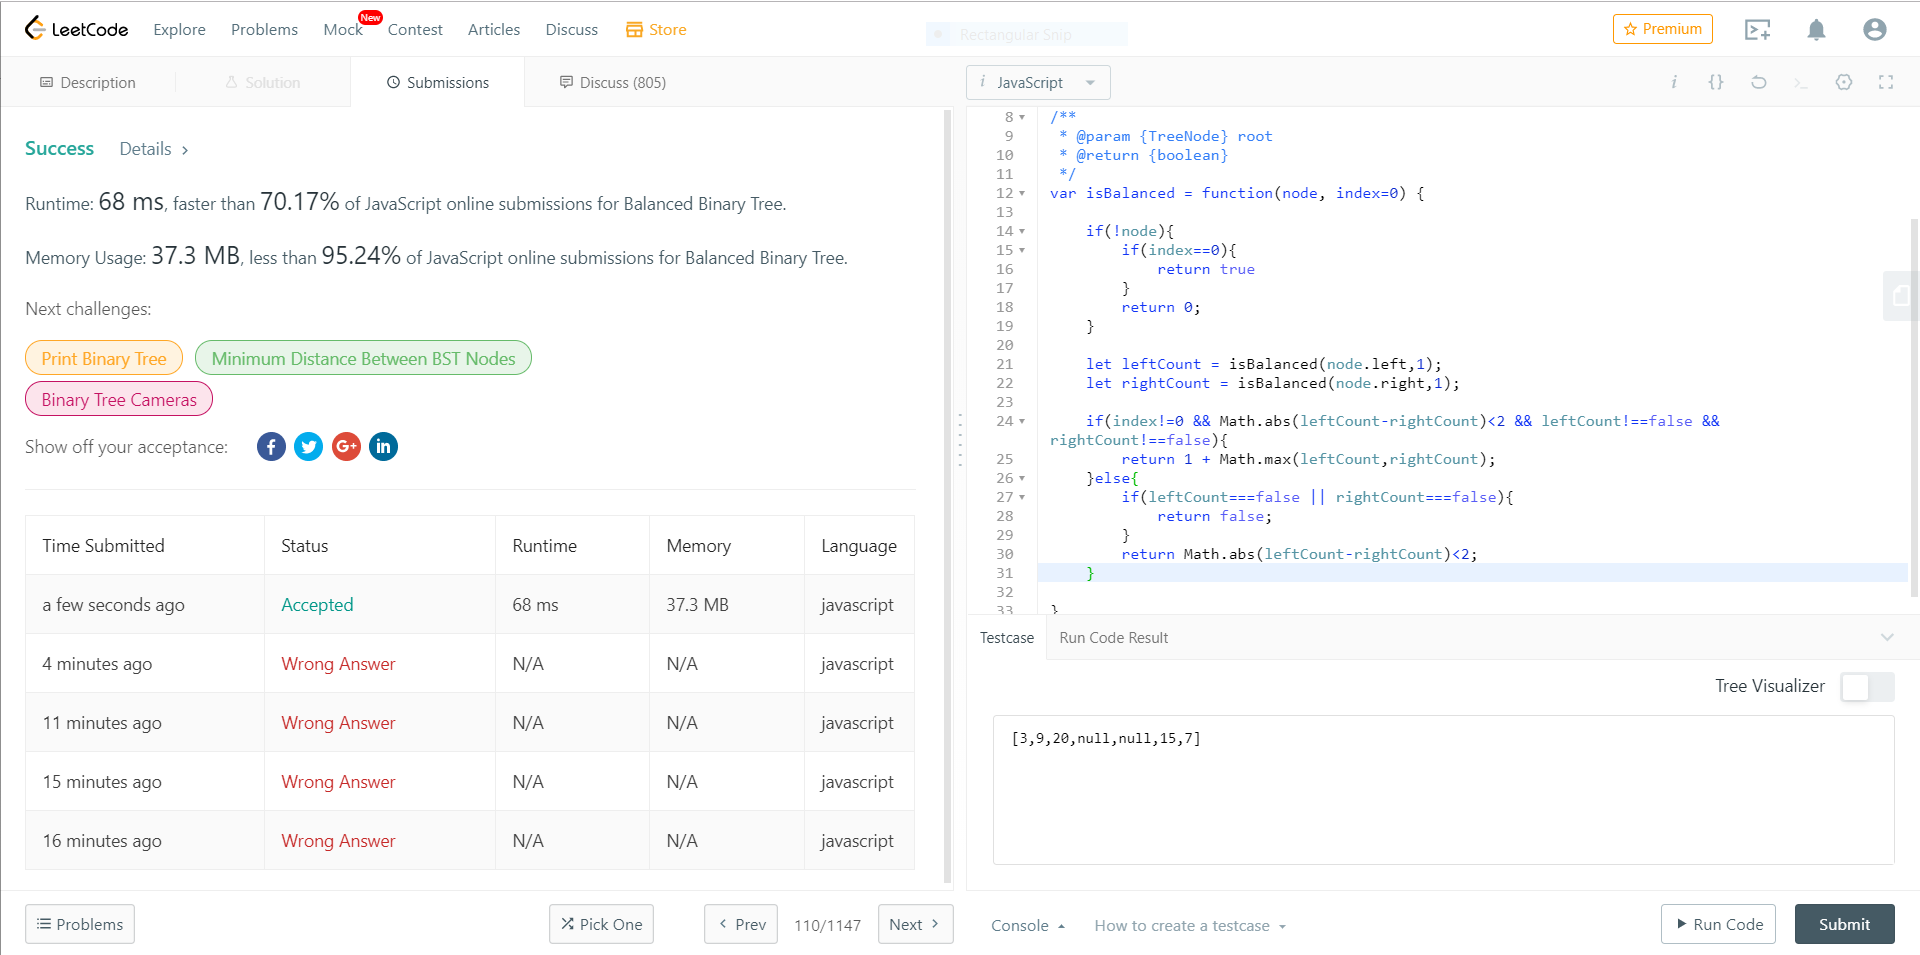 LeetCode Explore Problems Mock New Contest Articles Discuss Store Rectangular Snip Premium
Description Solution Submissions Discuss (805)
Success Details >
Runtime: 68 ms, faster than 70.17% of JavaScript online submissions for Balanced Binary Tree.
Memory Usage: 37.3 MB, less than 95.24% of JavaScript online submissions for Balanced Binary Tree.
Next challenges:
Print Binary Tree Minimum Distance Between BST Nodes
Binary Tree Cameras
Show off your acceptance: f G+ in
Time Submitted Status Runtime Memory Language
a few seconds ago Accepted 68 ms 37.3 MB javascript
4 minutes ago Wrong Answer N/A N/A javascript
11 minutes ago Wrong Answer N/A N/A javascript
15 minutes ago Wrong Answer N/A N/A javascript
16 minutes ago Wrong Answer N/A N/A javascript
Problems Pick One < Prev 110/1147 Next >
i JavaScript i {} >_
8 /**
9 * @param {TreeNode} root
10 * @return {boolean}
11 */
12 var isBalanced = function(node, index=0) {
13
14 if(!node){
15 if(index==0){
16 return true
17 }
18 return 0;
19 }
20
21 let leftCount = isBalanced(node.left,1);
22 let rightCount = isBalanced(node.right,1);
23
24 if(index!=0 && Math.abs(leftCount-rightCount)<2 && leftCount!==false &&
rightCount!==false){
25 return 1 + Math.max(leftCount,rightCount);
26 }else{
27 if(leftCount===false || rightCount===false){
28 return false;
29 }
30 return Math.abs(leftCount-rightCount)<2;
31 }
32
33 }
Testcase Run Code Result
Tree Visualizer
[3,9,20,null,null,15,7]
Console How to create a testcase Run Code Submit